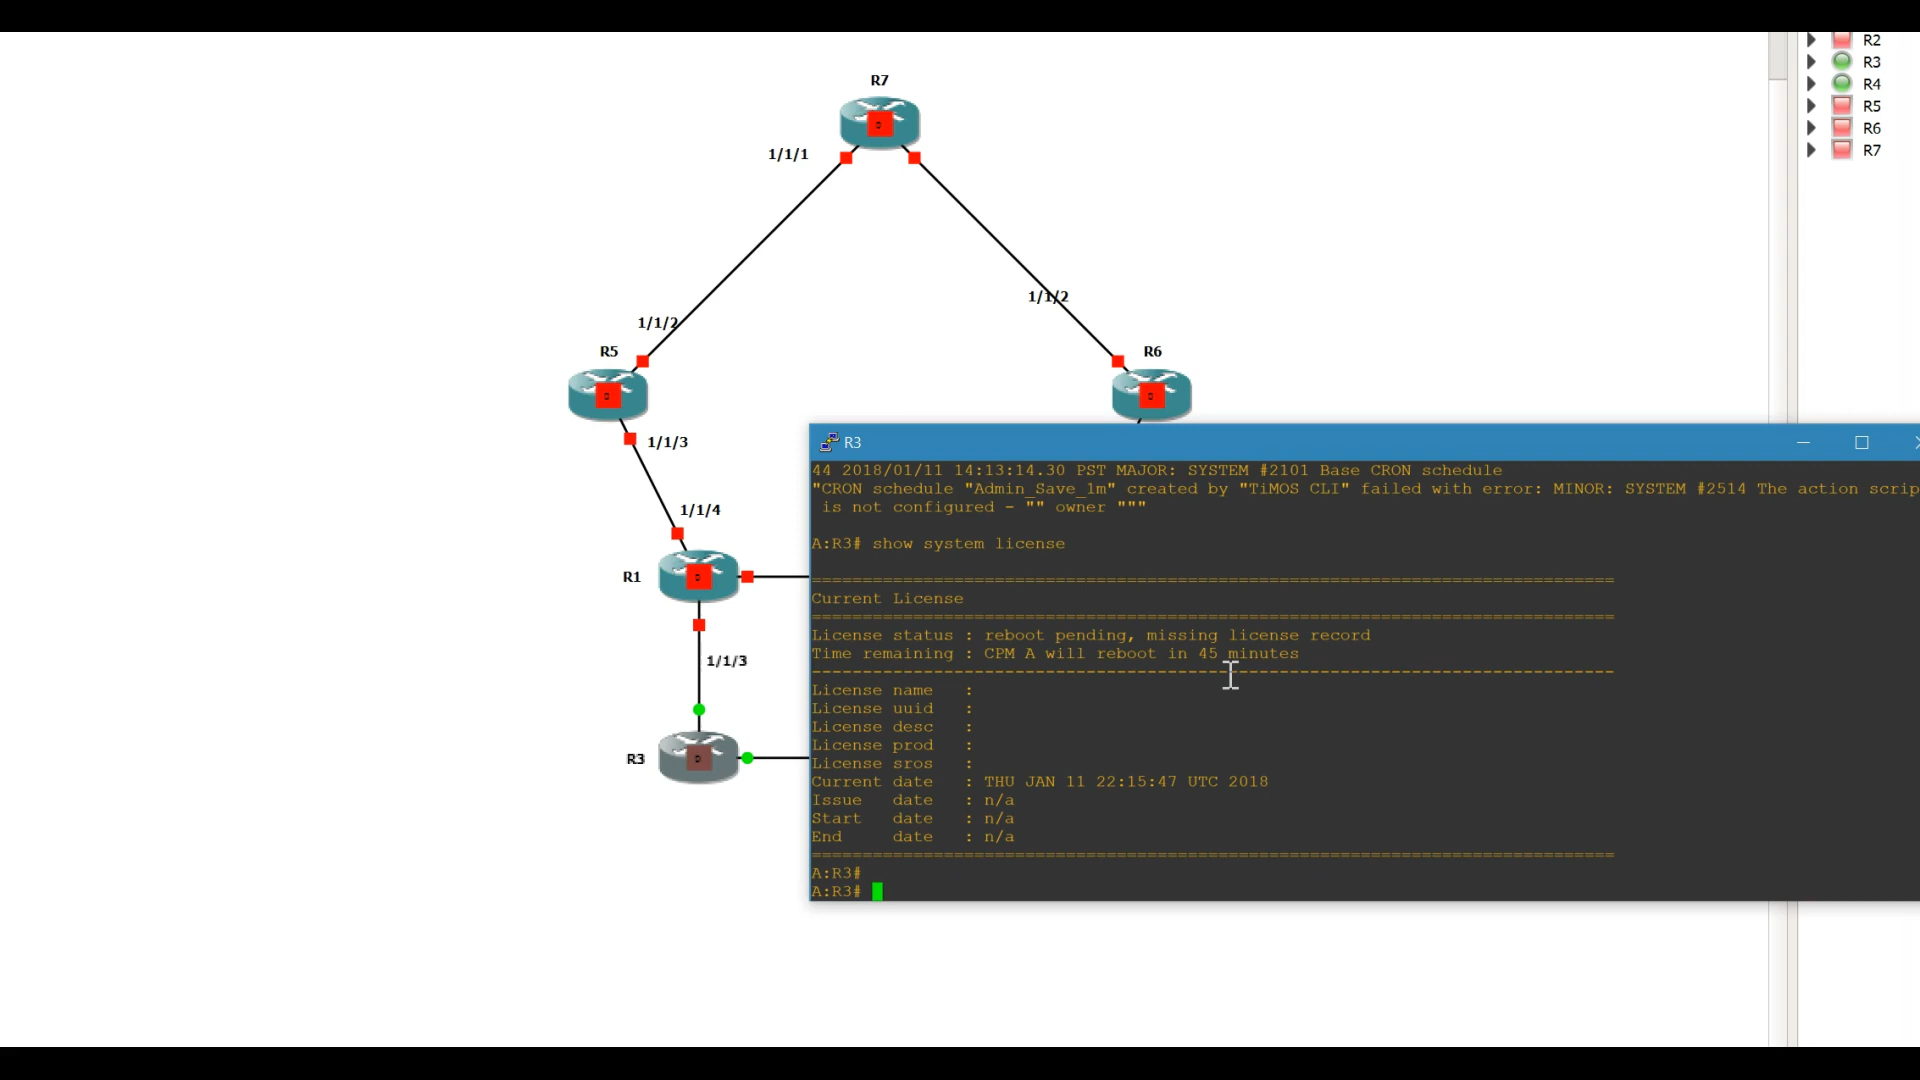 R2
R3
R4
R5
R6
R7
R7
1/1/1
1/1/2
1/1/2
R5
R6
1/1/3
1/1/4
R1
1/1/3
R3
R3
44 2018/01/11 14:13:14.30 PST MAJOR: SYSTEM #2101 Base CRON schedule
"CRON schedule "Admin_Save_1m" created by "TiMOS CLI" failed with error: MINOR: SYSTEM #2514 The action scrip
is not configured - "" owner """
A:R3# show system license
===============================================================================
Current License
===============================================================================
License status : reboot pending, missing license record
Time remaining : CPM A will reboot in 45 minutes
-------------------------------------------------------------------------------
License name   :
License uuid   :
License desc   :
License prod   :
License sros   :
Current date   : THU JAN 11 22:15:47 UTC 2018
Issue   date   : n/a
Start   date   : n/a
End     date   : n/a
===============================================================================
A:R3#
A:R3#